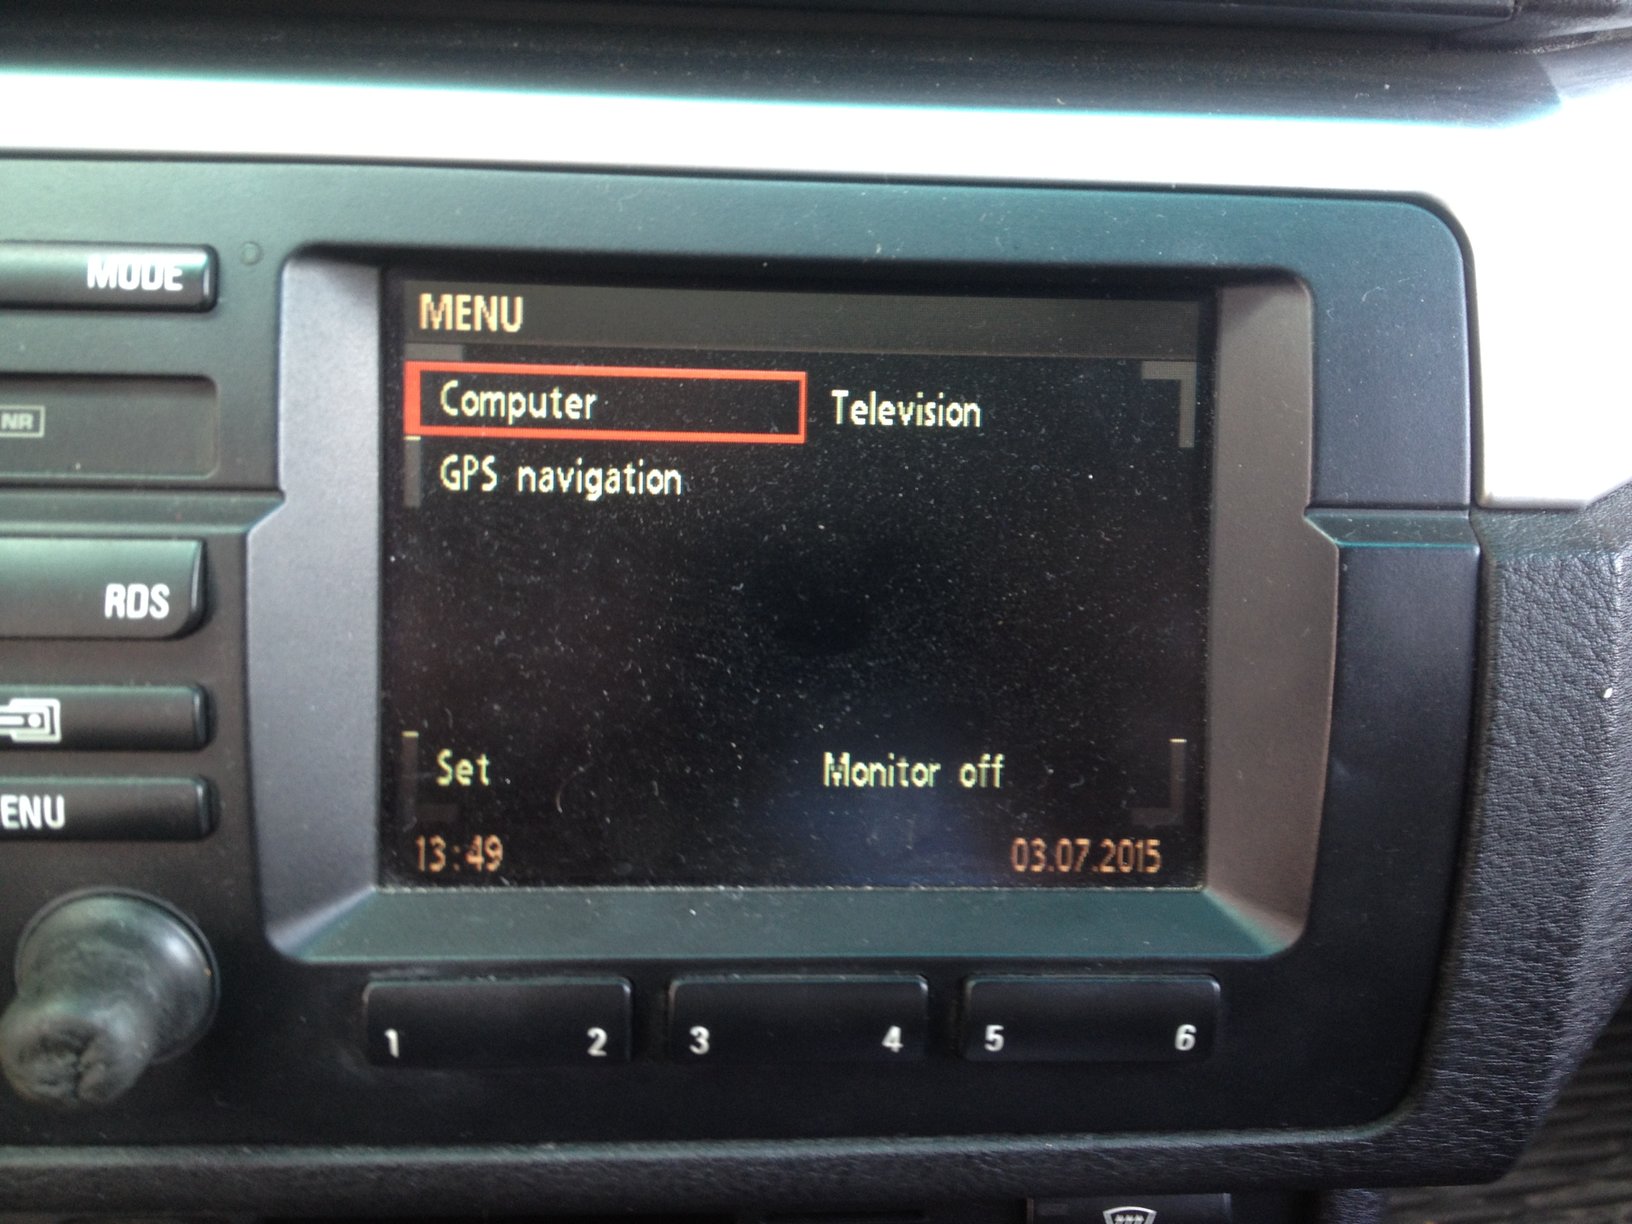 MODE
MENU
Computer
Television
NR
GPS navigation
RDS
Set
Monitor off
ENU
13:49
03.07.2015
1 2 3 4 5 6